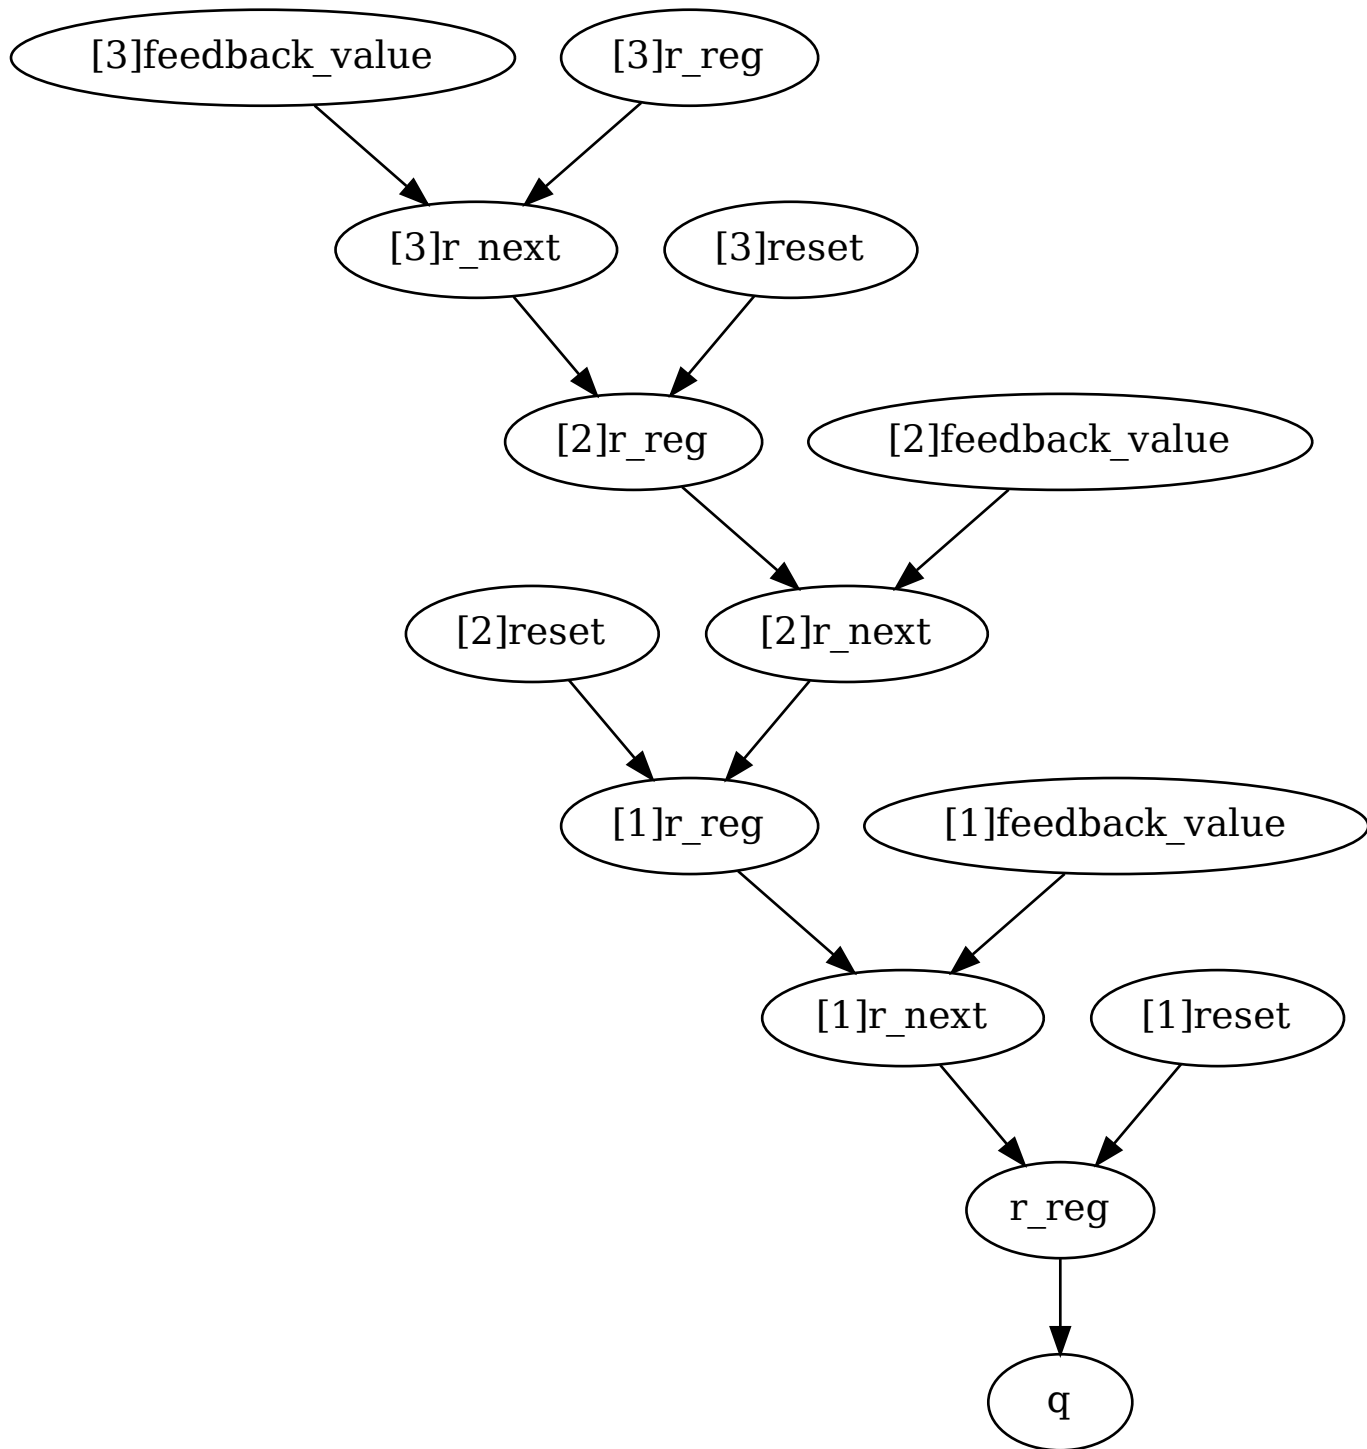 [3]feedback_value
[3]r_reg
[3]r_next
[3]reset
[2]r_reg
[2]feedback_value
[2]reset
[2]r_next
[1]r_reg
[1]feedback_value
[1]r_next
[1]reset
r_reg
q